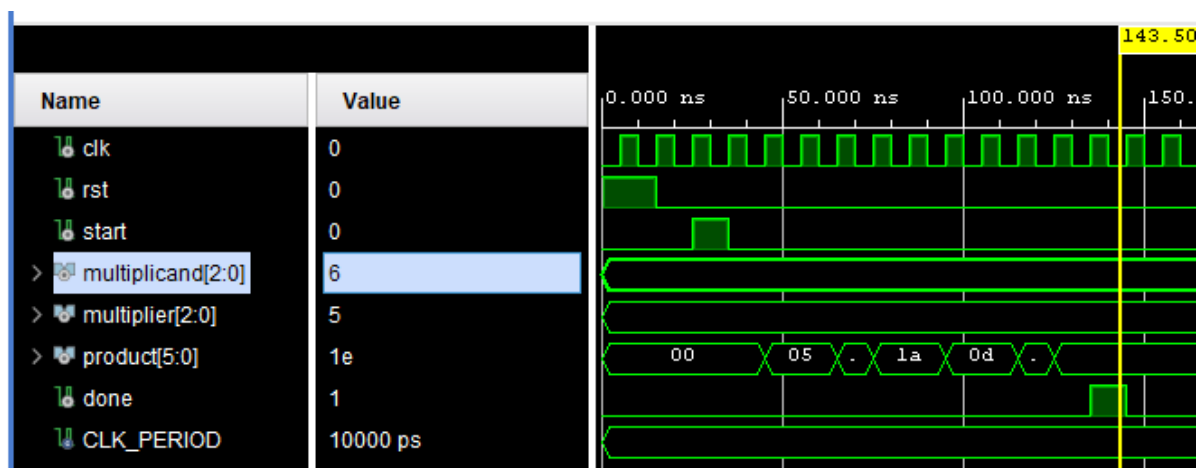 143.50
Name Value 0.000 ns 50.000 ns 100.000 ns 150.
clk 0
rst 0
start 0
multiplicand[2:0] 6
multiplier[2:0] 5
product[5:0] 1e 00 05 . 1a 0d .
done 1
CLK_PERIOD 10000 ps